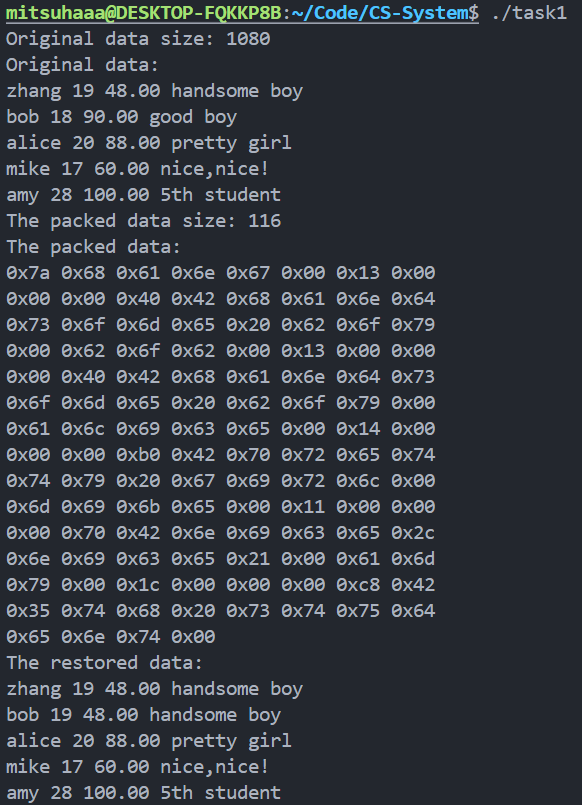 mitsuhaaa@DESKTOP-FQKKP8B:~/Code/CS-System$ ./task1
Original data size: 1080
Original data:
zhang 19 48.00 handsome boy
bob 18 90.00 good boy
alice 20 88.00 pretty girl
mike 17 60.00 nice,nice!
amy 28 100.00 5th student
The packed data size: 116
The packed data:
0x7a 0x68 0x61 0x6e 0x67 0x00 0x13 0x00
0x00 0x00 0x40 0x42 0x68 0x61 0x6e 0x64
0x73 0x6f 0x6d 0x65 0x20 0x62 0x6f 0x79
0x00 0x62 0x6f 0x62 0x00 0x13 0x00 0x00
0x00 0x40 0x42 0x68 0x61 0x6e 0x64 0x73
0x6f 0x6d 0x65 0x20 0x62 0x6f 0x79 0x00
0x61 0x6c 0x69 0x63 0x65 0x00 0x14 0x00
0x00 0x00 0xb0 0x42 0x70 0x72 0x65 0x74
0x74 0x79 0x20 0x67 0x69 0x72 0x6c 0x00
0x6d 0x69 0x6b 0x65 0x00 0x11 0x00 0x00
0x00 0x70 0x42 0x6e 0x69 0x63 0x65 0x2c
0x6e 0x69 0x63 0x65 0x21 0x00 0x61 0x6d
0x79 0x00 0x1c 0x00 0x00 0x00 0xc8 0x42
0x35 0x74 0x68 0x20 0x73 0x74 0x75 0x64
0x65 0x6e 0x74 0x00
The restored data:
zhang 19 48.00 handsome boy
bob 19 48.00 handsome boy
alice 20 88.00 pretty girl
mike 17 60.00 nice,nice!
amy 28 100.00 5th student